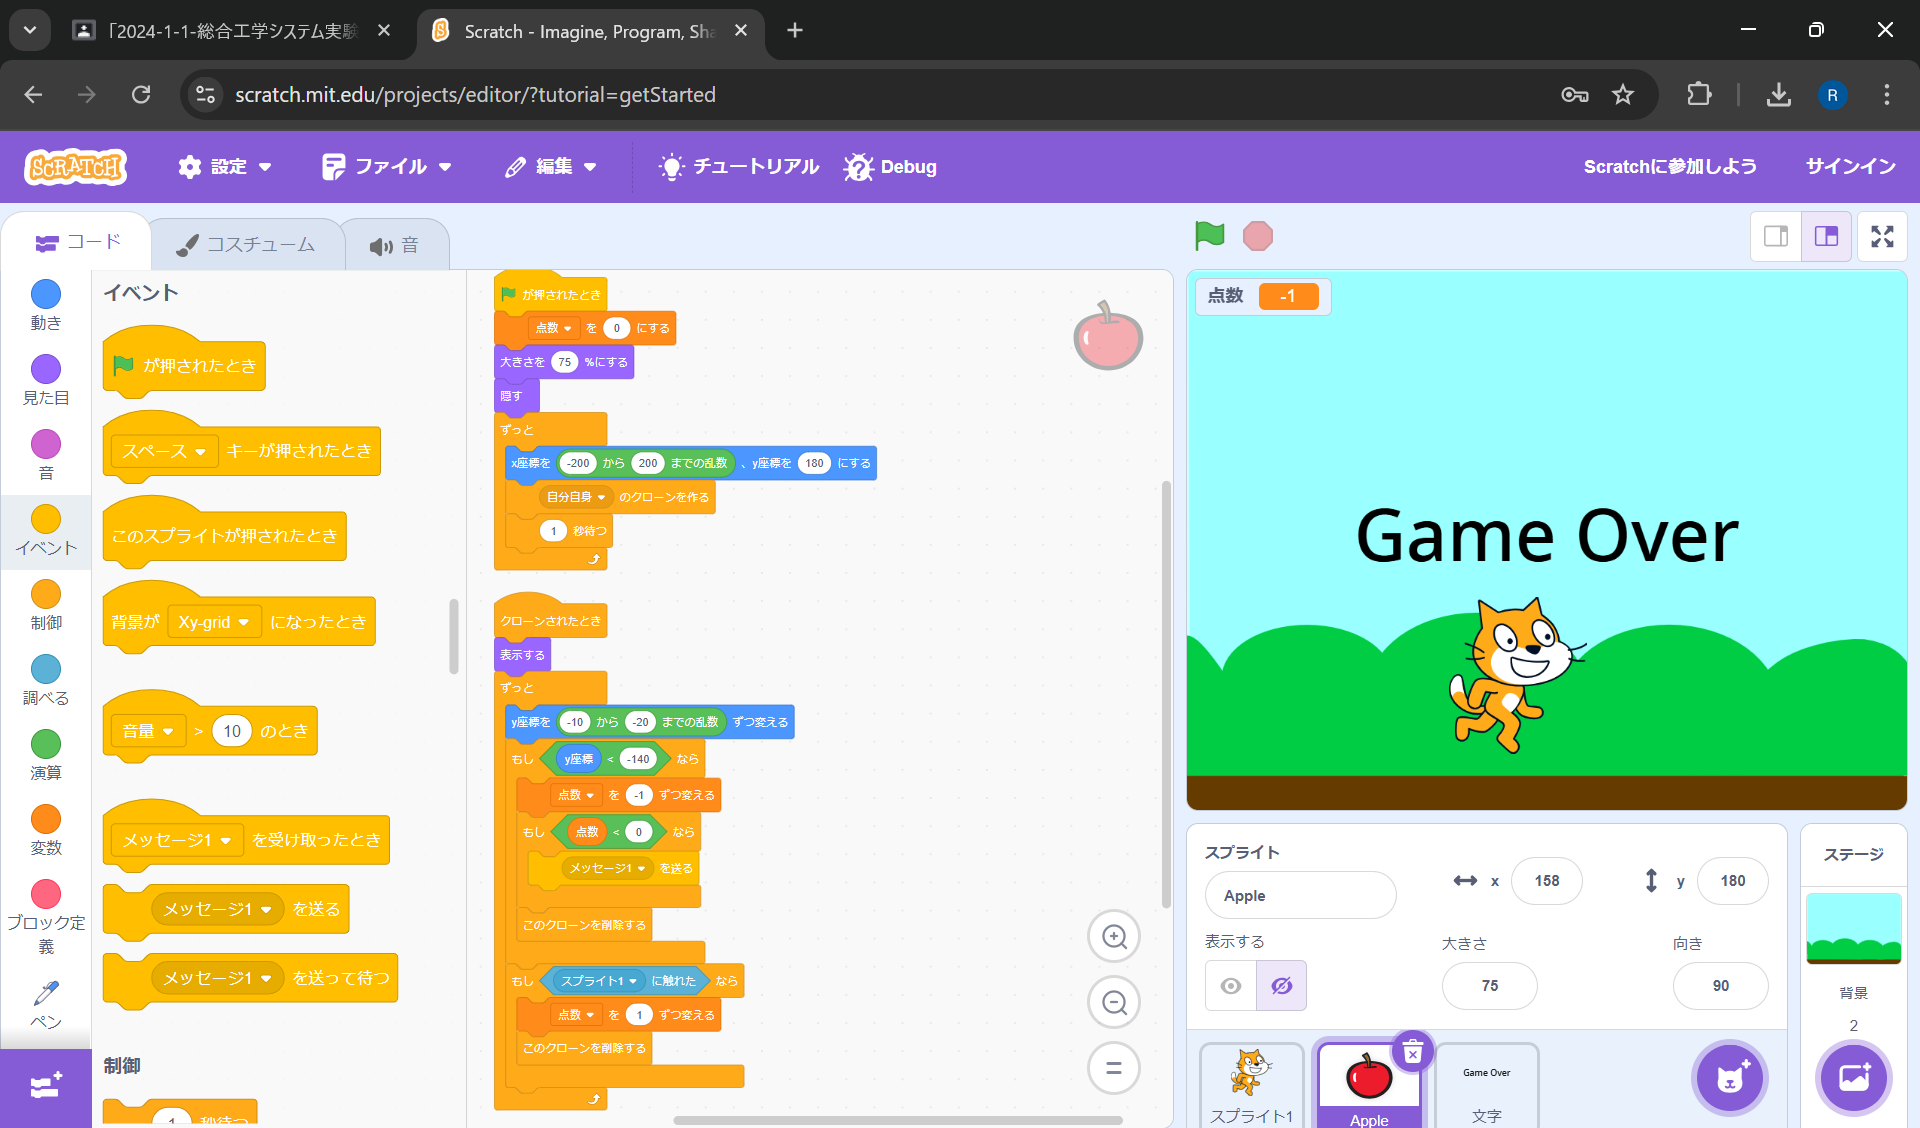 「2024-1-1-総合工学システム実験
Scratch - Imagine, Program, Sha
scratch.mit.edu/projects/editor/?tutorial=getStarted
R
SCRATCH
設定
ファイル
編集
チュートリアル
Debug
Scratchに参加しよう
サインイン
コード
コスチューム
音
動き
見た目
音
イベント
制御
調べる
演算
変数
ブロック定
義
ペン
イベント
が押されたとき
スペース キーが押されたとき
このスプライトが押されたとき
背景が Xy-grid になったとき
音量 > 10 のとき
メッセージ1 を受け取ったとき
メッセージ1 を送る
メッセージ1 を送って待つ
制御
1 秒待つ
が押されたとき
点数 を 0 にする
大きさを 75 %にする
隠す
ずっと
x座標を -200 から 200 までの乱数 、y座標を 180 にする
自分自身 のクローンを作る
1 秒待つ
クローンされたとき
表示する
ずっと
y座標を -10 から -20 までの乱数 ずつ変える
もし y座標 < -140 なら
点数 を -1 ずつ変える
もし 点数 < 0 なら
メッセージ1 を送る
このクローンを削除する
もし スプライト1 に触れた なら
点数 を 1 ずつ変える
このクローンを削除する
点数 -1
Game Over
スプライト
Apple
x 158
y 180
表示する
大きさ
75
向き
90
スプライト1
Apple
Game Over
文字
ステージ
背景
2